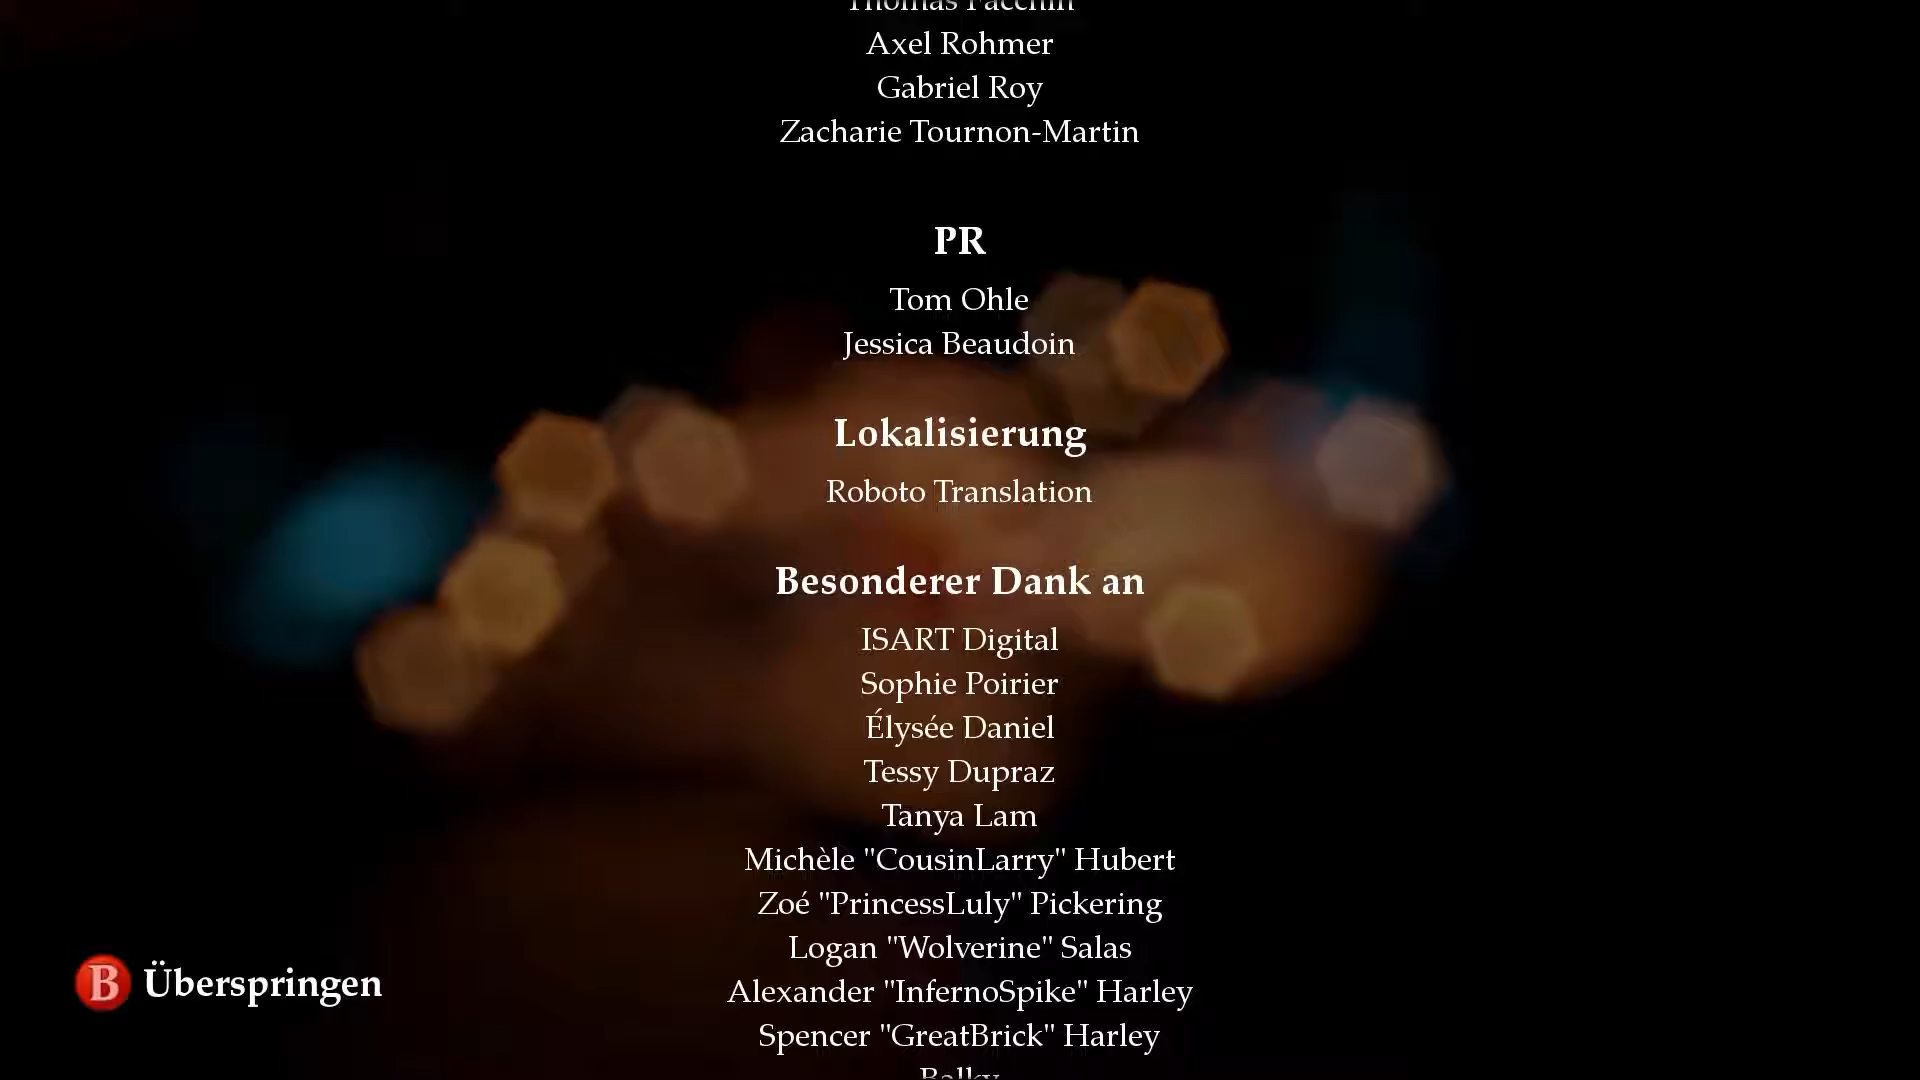 Thomas Facchin
Axel Rohmer
Gabriel Roy
Zacharie Tournon-Martin
PR
Tom Ohle
Jessica Beaudoin
Lokalisierung
Roboto Translation
Besonderer Dank an
ISART Digital
Sophie Poirier
Élysée Daniel
Tessy Dupraz
Tanya Lam
Michèle "CousinLarry" Hubert
Zoé "PrincessLuly" Pickering
Logan "Wolverine" Salas
Alexander "InfernoSpike" Harley
Spencer "GreatBrick" Harley
B Überspringen